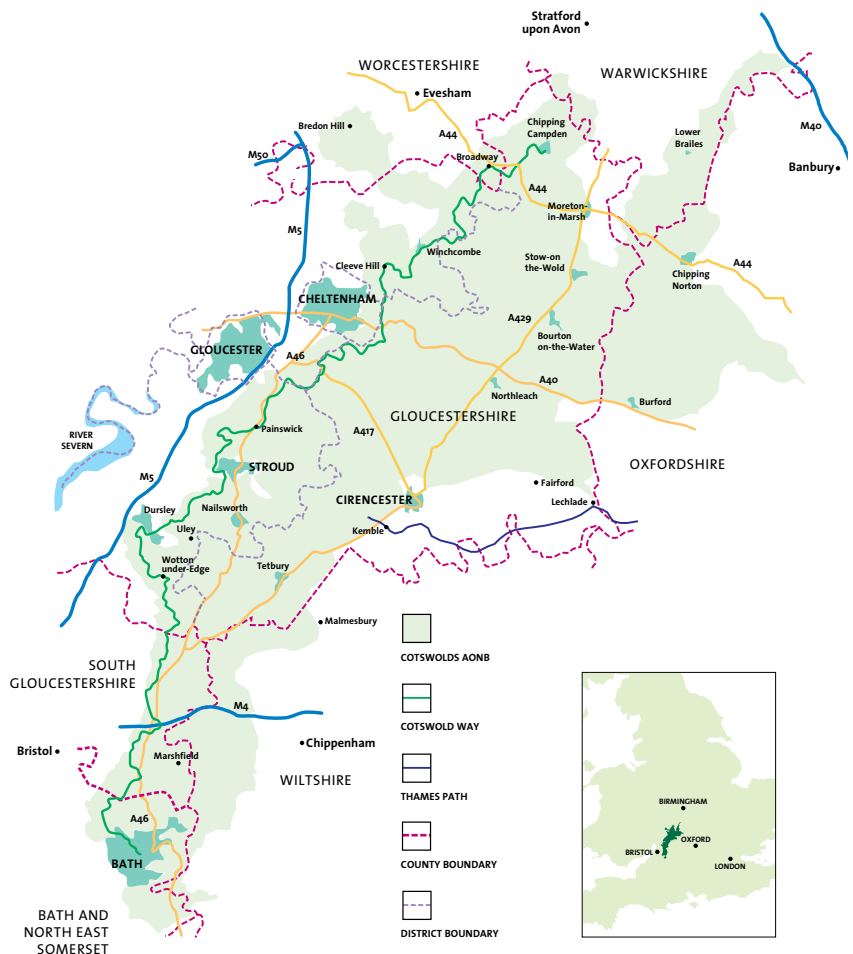 Stratford
upon Avon
WORCESTERSHIRE
WARWICKSHIRE
Evesham
Bredon Hill
A44
Chipping
Campden
Lower
Brailes
M40
M50
Broadway
Banbury
A44
Moreton-
in-Marsh
M5
Winchcombe
Stow-on
the-Wold
Cleeve Hill
A44
Chipping
Norton
CHELTENHAM
A429
Bourton
on-the-Water
GLOUCESTER
A46
A40
Northleach
Burford
GLOUCESTERSHIRE
Painswick
A417
RIVER
SEVERN
OXFORDSHIRE
STROUD
M5
Fairford
CIRENCESTER
Lechlade
Dursley
Nailsworth
Uley
Kemble
Wotton
under-Edge
Tetbury
Malmesbury
COTSWOLDS AONB
SOUTH
GLOUCESTERSHIRE
M4
COTSWOLD WAY
Bristol
Chippenham
Marshfield
WILTSHIRE
THAMES PATH
A46
COUNTY BOUNDARY
BATH
BATH AND
NORTH EAST
SOMERSET
DISTRICT BOUNDARY
BIRMINGHAM
OXFORD
BRISTOL
LONDON